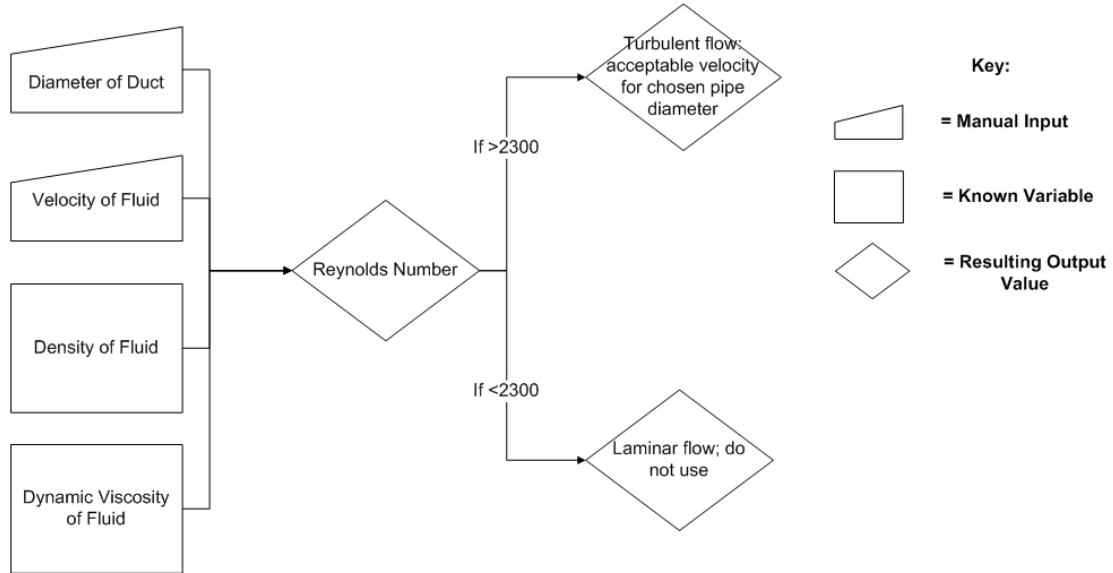 Diameter of Duct
Velocity of Fluid
Density of Fluid
Dynamic Viscosity
of Fluid
Reynolds Number
If >2300
If <2300
Turbulent flow:
acceptable velocity
for chosen pipe
diameter
Laminar flow; do
not use
Key:
= Manual Input
= Known Variable
= Resulting Output
Value